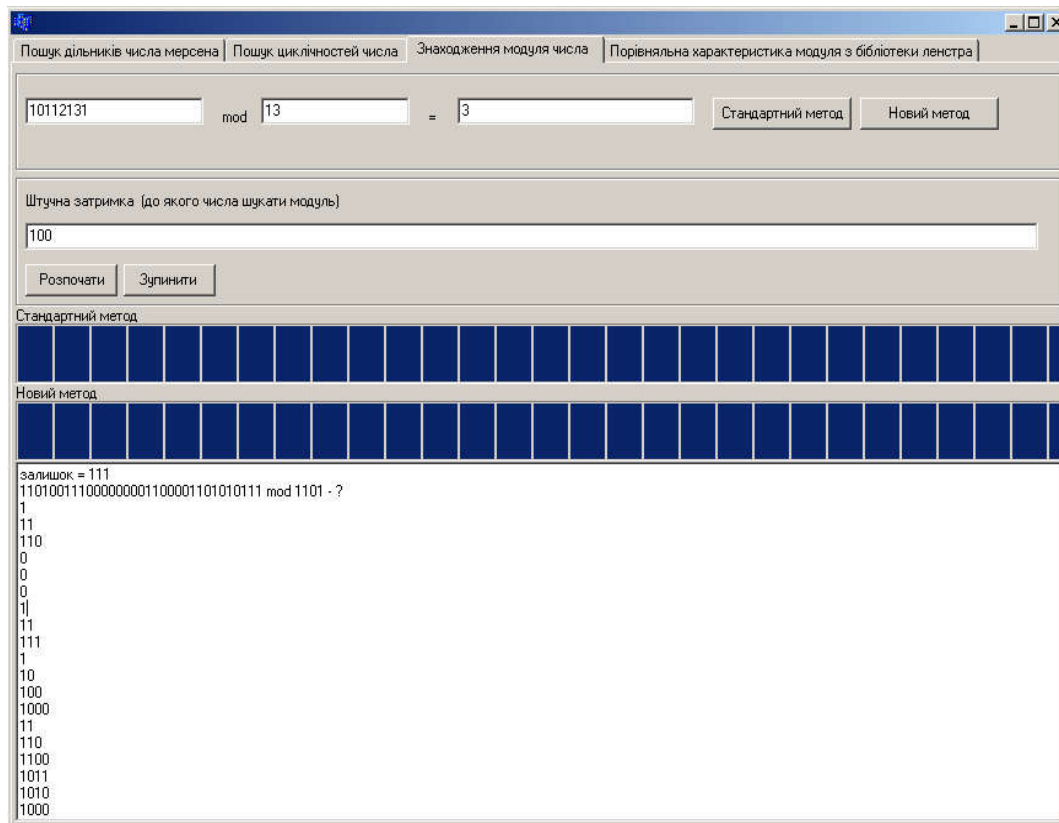 Пошук дільників числа мерсена Пошук циклічностей числа Знаходження модуля числа Порівняльна характеристика модуля з бібліотеки ленстра
10112131 mod 13 = 3 Стандартний метод Новий метод
Штучна затримка (до якого числа шукати модуль)
100
Розпочати Зупинити
Стандартний метод
Новий метод
залишок = 111
1101001110000000011000011010101​11 mod 1101 - ?
1
11
110
0
0
0
1
11
111
1
10
100
1000
11
110
1100
1011
1010
1000